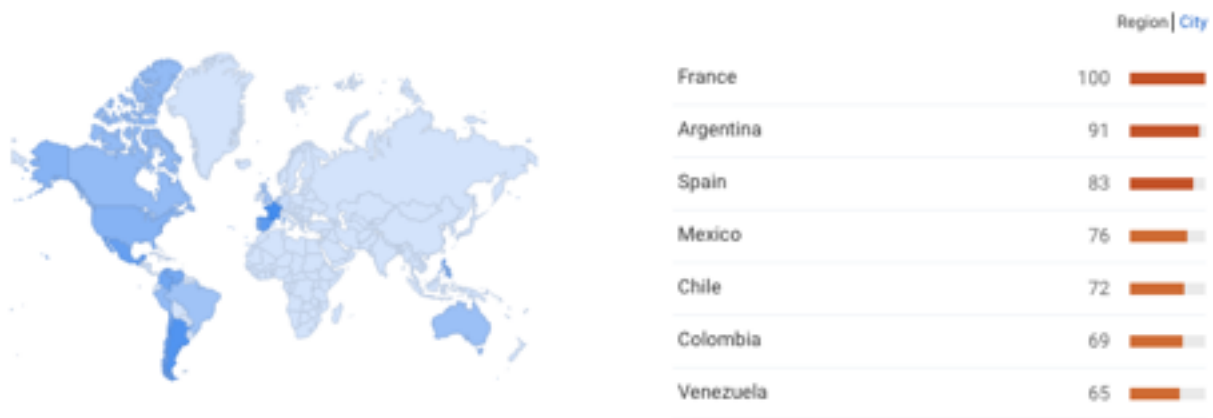 Region | City
France 100
Argentina 91
Spain 83
Mexico 76
Chile 72
Colombia 69
Venezuela 65